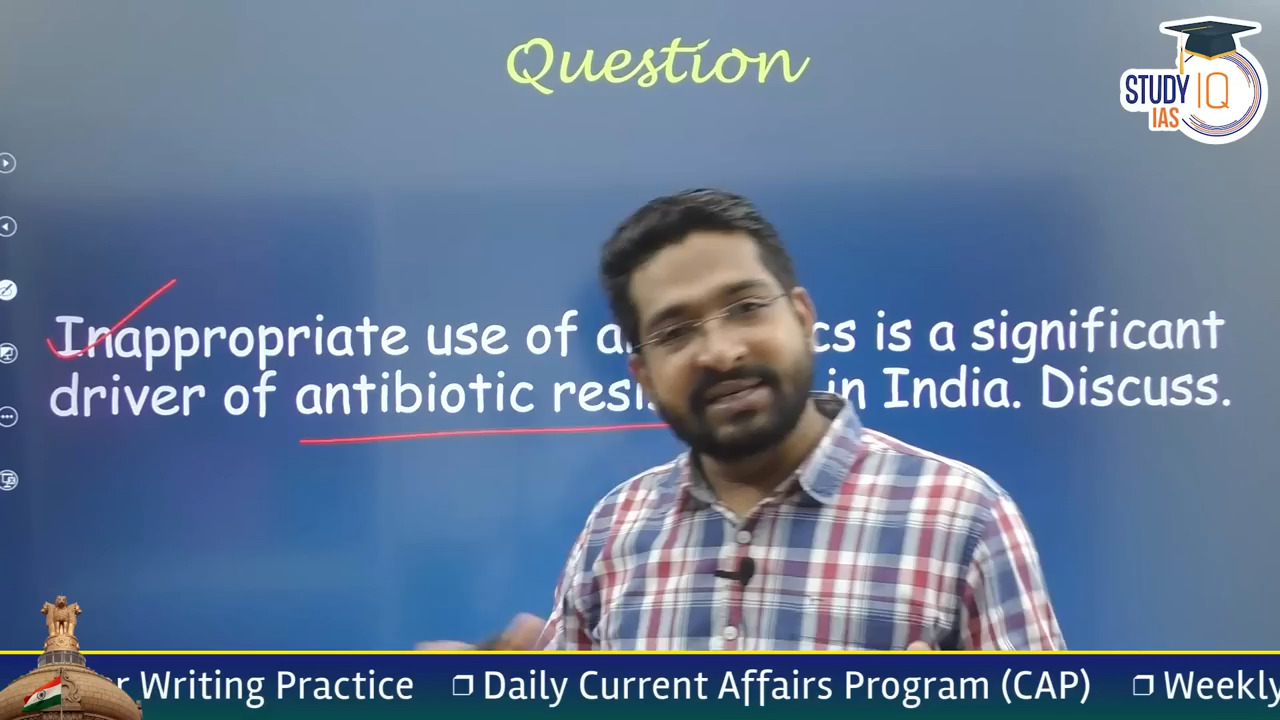 Question
STUDY IQ
IAS
Inappropriate use of a cs is a significant
driver of antibiotic resi in India. Discuss.
r Writing Practice ❐ Daily Current Affairs Program (CAP) ❐ Weekly